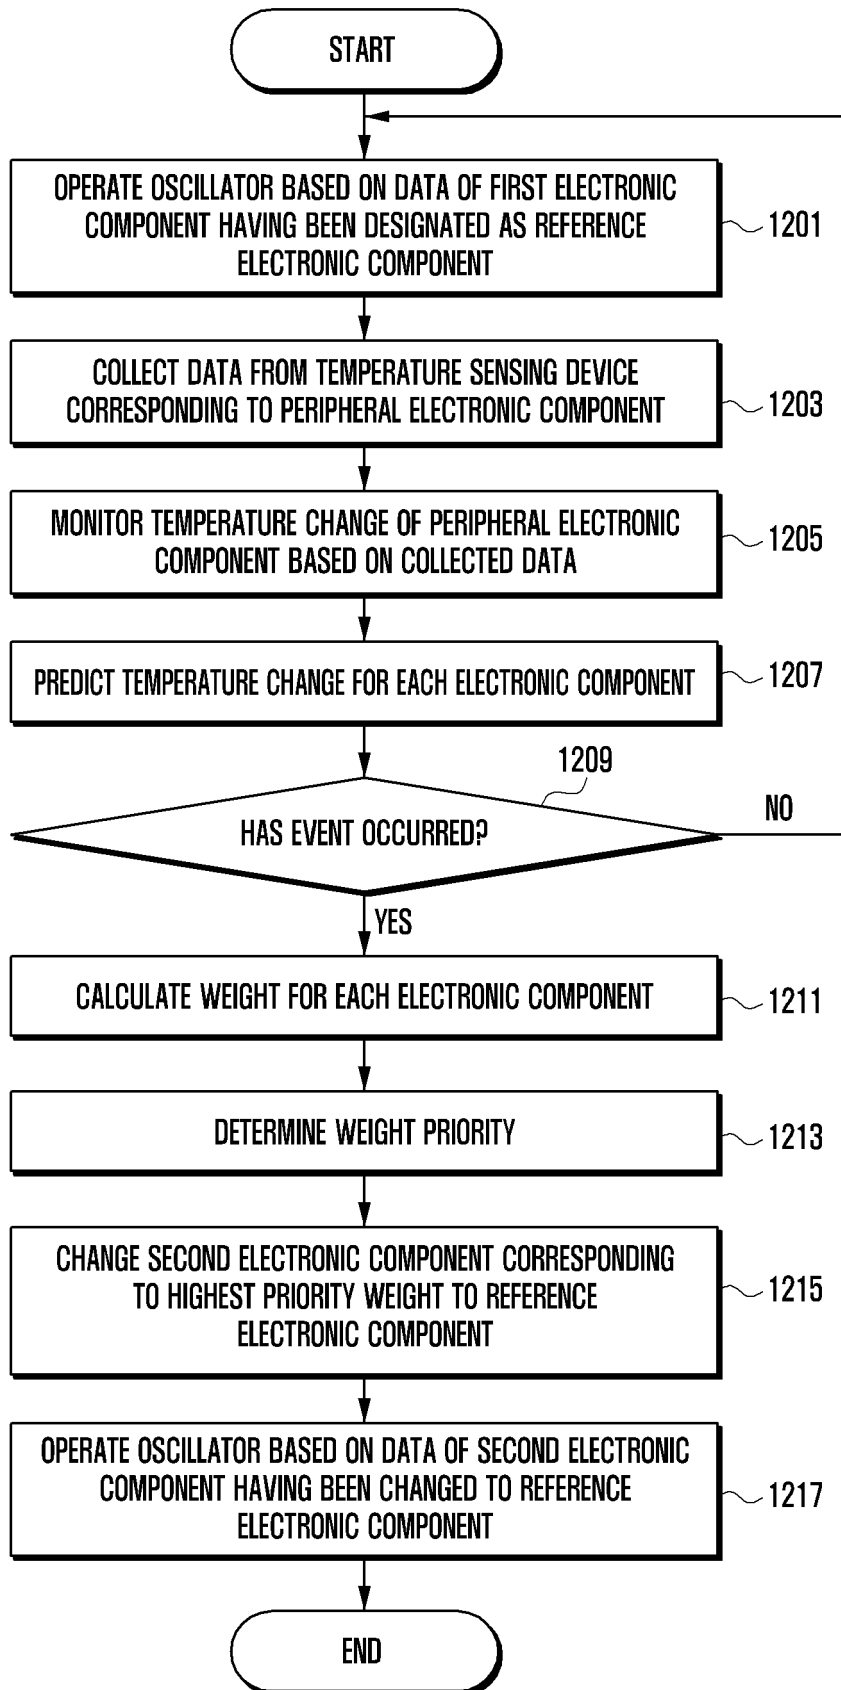 START
OPERATE OSCILLATOR BASED ON DATA OF FIRST ELECTRONIC
COMPONENT HAVING BEEN DESIGNATED AS REFERENCE
ELECTRONIC COMPONENT
1201
COLLECT DATA FROM TEMPERATURE SENSING DEVICE
CORRESPONDING TO PERIPHERAL ELECTRONIC COMPONENT
1203
MONITOR TEMPERATURE CHANGE OF PERIPHERAL ELECTRONIC
COMPONENT BASED ON COLLECTED DATA
1205
PREDICT TEMPERATURE CHANGE FOR EACH ELECTRONIC COMPONENT
1207
1209
HAS EVENT OCCURRED?
NO
YES
CALCULATE WEIGHT FOR EACH ELECTRONIC COMPONENT
1211
DETERMINE WEIGHT PRIORITY
1213
CHANGE SECOND ELECTRONIC COMPONENT CORRESPONDING
TO HIGHEST PRIORITY WEIGHT TO REFERENCE
ELECTRONIC COMPONENT
1215
OPERATE OSCILLATOR BASED ON DATA OF SECOND ELECTRONIC
COMPONENT HAVING BEEN CHANGED TO REFERENCE
ELECTRONIC COMPONENT
1217
END